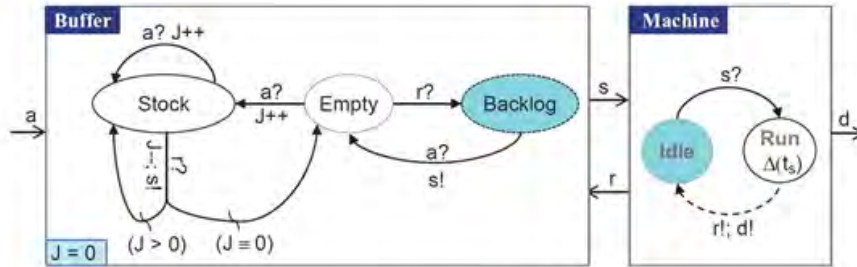 Buffer
Machine
a? J++
a
Stock
a?
J++
Empty
r?
Backlog
s
s?
Idle
Run
Δ(ts)
d
J--; s!
r?
a?
s!
r
r!; d!
(J > 0)
(J ≡ 0)
J = 0